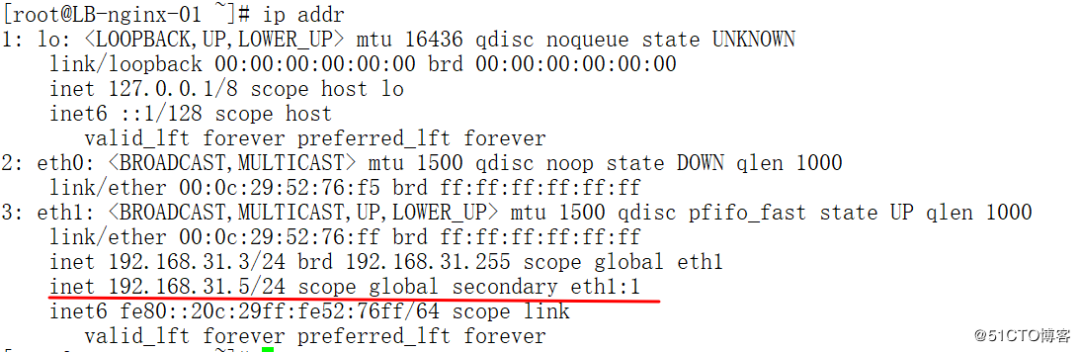 [root@LB-nginx-01 ~]# ip addr
1: lo: <LOOPBACK,UP,LOWER_UP> mtu 16436 qdisc noqueue state UNKNOWN
    link/loopback 00:00:00:00:00:00 brd 00:00:00:00:00:00
    inet 127.0.0.1/8 scope host lo
    inet6 ::1/128 scope host
       valid_lft forever preferred_lft forever
2: eth0: <BROADCAST,MULTICAST> mtu 1500 qdisc noop state DOWN qlen 1000
    link/ether 00:0c:29:52:76:f5 brd ff:ff:ff:ff:ff:ff
3: eth1: <BROADCAST,MULTICAST,UP,LOWER_UP> mtu 1500 qdisc pfifo_fast state UP qlen 1000
    link/ether 00:0c:29:52:76:ff brd ff:ff:ff:ff:ff:ff
    inet 192.168.31.3/24 brd 192.168.31.255 scope global eth1
    inet 192.168.31.5/24 scope global secondary eth1:1
    inet6 fe80::20c:29ff:fe52:76ff/64 scope link
       valid_lft forever preferred_lft forever
@51CTO博客